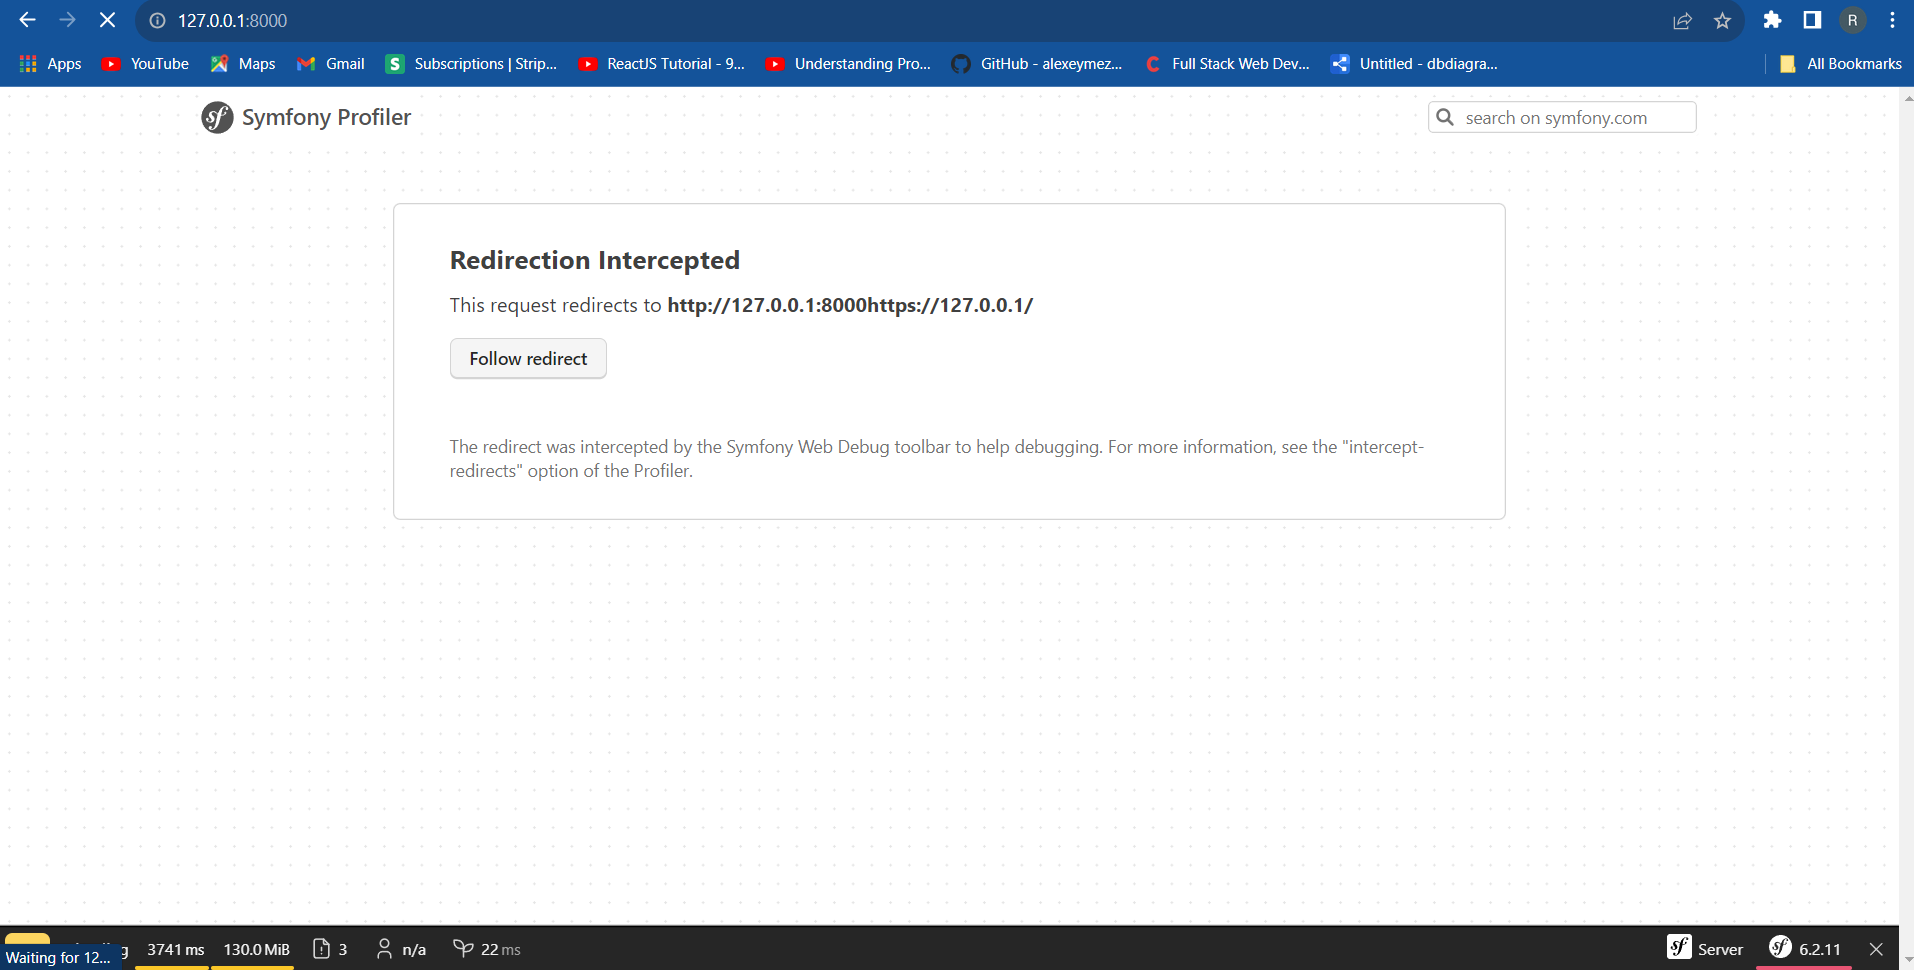 127.0.0.1:8000
R
Apps YouTube Maps Gmail Subscriptions | Strip... ReactJS Tutorial - 9... Understanding Pro... GitHub - alexeymez... Full Stack Web Dev... Untitled - dbdiagra... All Bookmarks
sf Symfony Profiler
search on symfony.com
Redirection Intercepted
This request redirects to http://127.0.0.1:8000https://127.0.0.1/
Follow redirect
The redirect was intercepted by the Symfony Web Debug toolbar to help debugging. For more information, see the "intercept-
redirects" option of the Profiler.
3741 ms 130.0 MiB 3 n/a 22 ms sf Server sf 6.2.11
Waiting for 12...